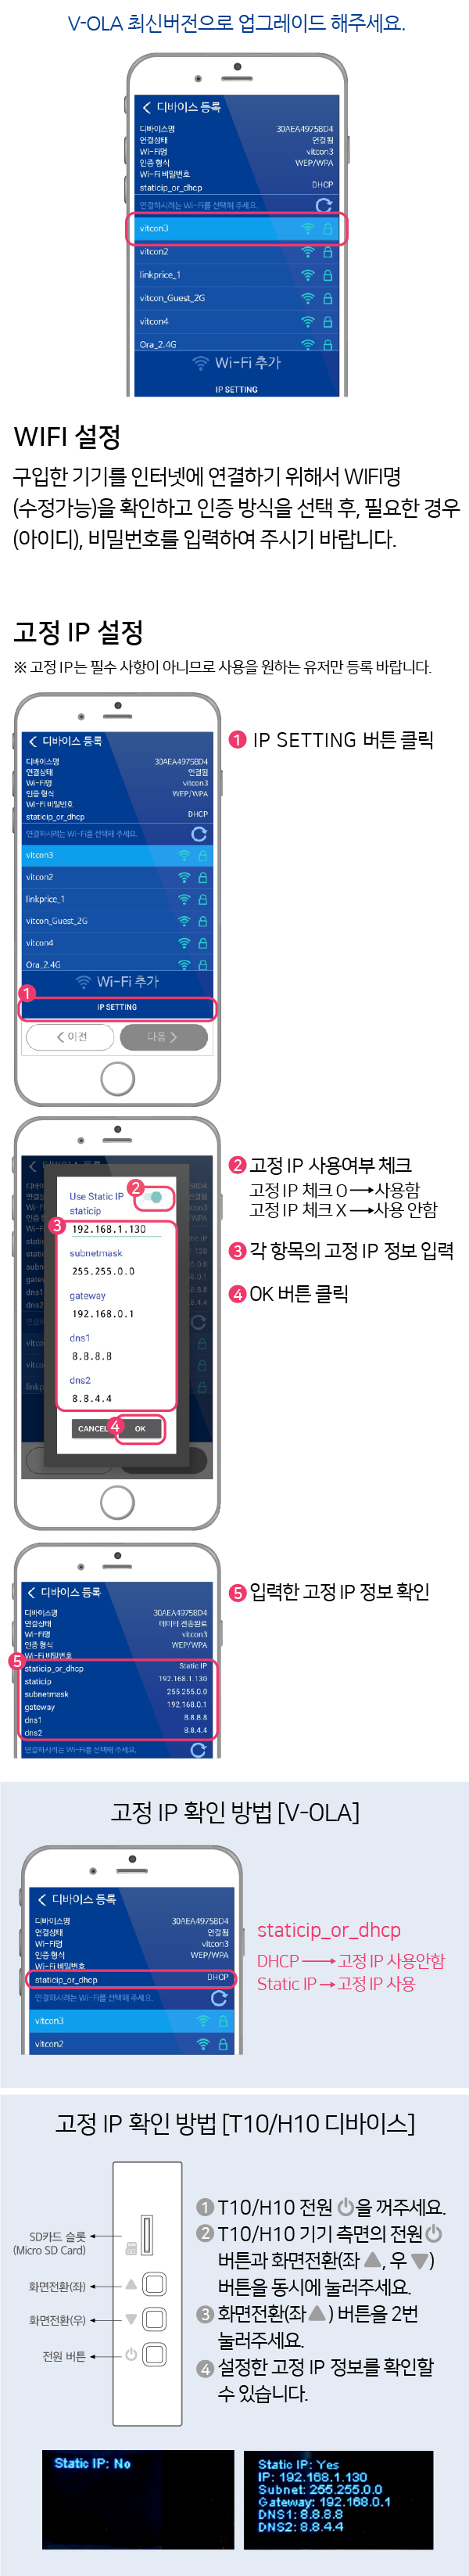 V-OLA 최신버전으로 업그레이드 해주세요.
디바이스 등록
디바이스명 30AEA4975BD4
연결상태 연결됨
Wi-Fi명 vitcon3
인증 형식 WEP/WPA
Wi-Fi 비밀번호
staticip_or_dhcp DHCP
연결하시려는 Wi-Fi를 선택해 주세요.
vitcon3
vitcon2
linkprice_1
vitcon_Guest_2G
vitcon4
Ora_2.4G
Wi-Fi 추가
IP SETTING
WIFI 설정
구입한 기기를 인터넷에 연결하기 위해서 WIFI명
(수정가능)을 확인하고 인증 방식을 선택 후, 필요한 경우
(아이디), 비밀번호를 입력하여 주시기 바랍니다.
고정 IP 설정
※ 고정 IP는 필수 사항이 아니므로 사용을 원하는 유저만 등록 바랍니다.
1 IP SETTING 버튼 클릭
디바이스 등록
디바이스명 30AEA4975BD4
연결상태 연결됨
Wi-Fi명 vitcon3
인증 형식 WEP/WPA
Wi-Fi 비밀번호
staticip_or_dhcp DHCP
연결하시려는 Wi-Fi를 선택해 주세요.
vitcon3
vitcon2
linkprice_1
vitcon_Guest_2G
vitcon4
Ora_2.4G
Wi-Fi 추가
1
IP SETTING
이전 다음
2 고정 IP 사용여부 체크
고정 IP 체크 O → 사용함
고정 IP 체크 X → 사용 안함
3 각 항목의 고정 IP 정보 입력
4 OK 버튼 클릭
2
Use Static IP
3
staticip
192.168.1.130
subnetmask
255.255.0.0
gateway
192.168.0.1
dns1
8.8.8.8
dns2
8.8.4.4
CANCEL 4 OK
5 입력한 고정 IP 정보 확인
디바이스 등록
디바이스명 30AEA4975BD4
연결상태 데이터 전송완료
Wi-Fi명 vitcon3
인증 형식 WEP/WPA
Wi-Fi 비밀번호
5
staticip_or_dhcp Static IP
staticip 192.168.1.130
subnetmask 255.255.0.0
gateway 192.168.0.1
dns1 8.8.8.8
dns2 8.8.4.4
연결하시려는 Wi-Fi를 선택해 주세요.
고정 IP 확인 방법 [V-OLA]
디바이스 등록
디바이스명 30AEA4975BD4
연결상태 연결됨
Wi-Fi명 vitcon3
인증 형식 WEP/WPA
Wi-Fi 비밀번호
staticip_or_dhcp DHCP
연결하시려는 Wi-Fi를 선택해 주세요.
vitcon3
vitcon2
staticip_or_dhcp
DHCP → 고정 IP 사용안함
Static IP → 고정 IP 사용
고정 IP 확인 방법 [T10/H10 디바이스]
SD카드 슬롯
(Micro SD Card)
화면전환(좌)
화면전환(우)
전원 버튼
1 T10/H10 전원 을 꺼주세요.
2 T10/H10 기기 측면의 전원
버튼과 화면전환(좌 ▲, 우 ▼)
버튼을 동시에 눌러주세요.
3 화면전환(좌▲) 버튼을 2번
눌러주세요.
4 설정한 고정 IP 정보를 확인할
수 있습니다.
Static IP: No
Static IP: Yes
IP: 192.168.1.130
Subnet: 255.255.0.0
Gateway: 192.168.0.1
DNS1: 8.8.8.8
DNS2: 8.8.4.4